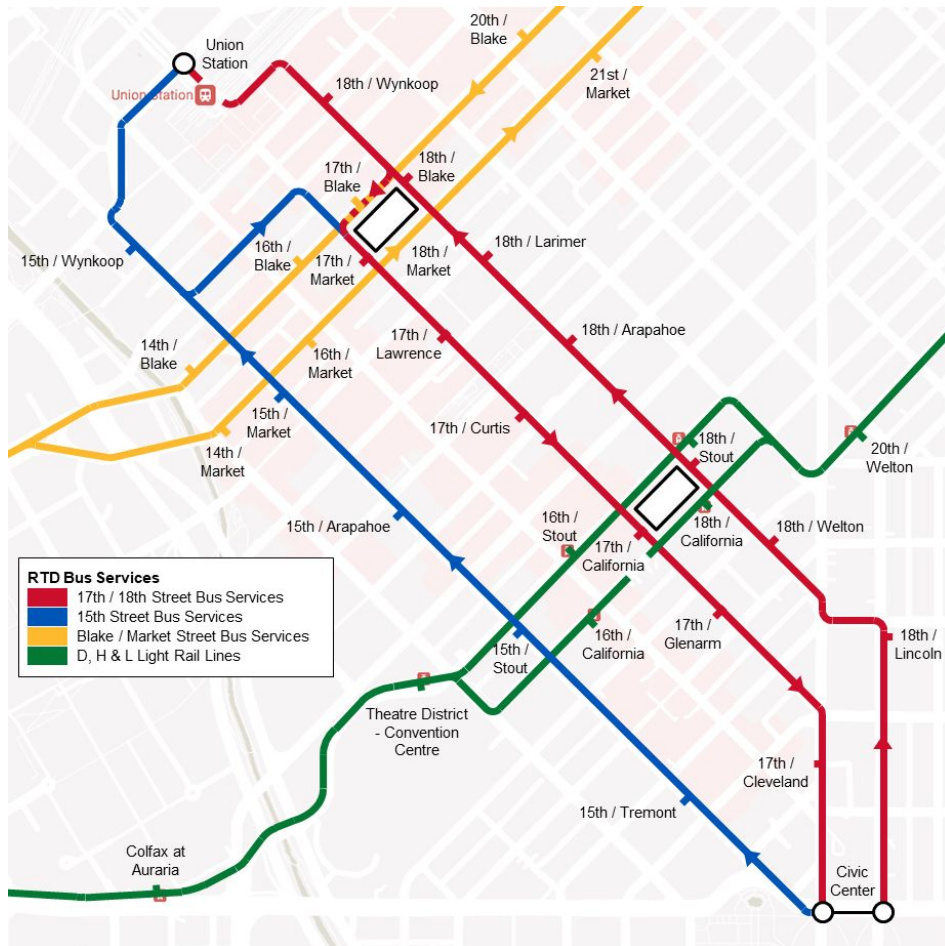 20th /
Blake
Union
Station
21st /
Market
18th / Wynkoop
Union Station
17th /
Blake
18th /
Blake
16th /
Blake
17th /
Market
18th /
Market
18th / Larimer
15th / Wynkoop
14th /
Blake
16th /
Market
17th /
Lawrence
18th / Arapahoe
15th /
Market
14th /
Market
17th / Curtis
18th /
Stout
20th /
Welton
15th / Arapahoe
16th /
Stout
17th /
California
18th /
California
18th / Welton
RTD Bus Services
17th / 18th Street Bus Services
15th Street Bus Services
Blake / Market Street Bus Services
D, H & L Light Rail Lines
15th /
Stout
16th /
California
17th /
Glenarm
18th /
Lincoln
Theatre District
- Convention
Centre
17th /
Cleveland
15th / Tremont
Colfax at
Auraria
Civic
Center